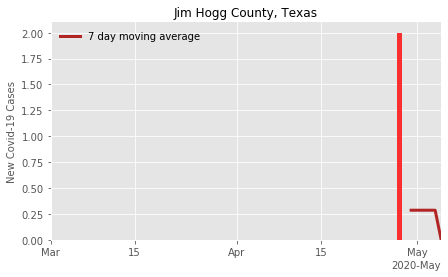 Jim Hogg County, Texas
7 day moving average
New Covid-19 Cases
2.00
1.75
1.50
1.25
1.00
0.75
0.50
0.25
0.00
Mar 15 Apr 15 May
2020-May